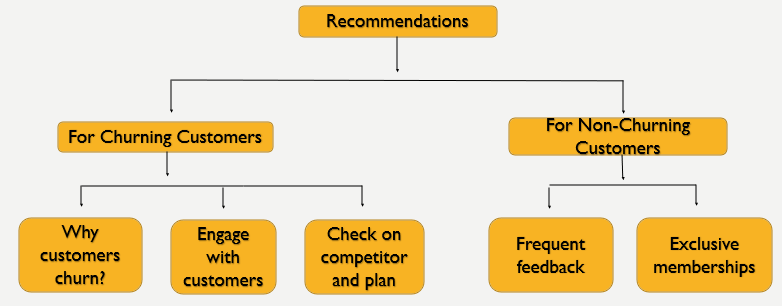 Recommendations
For Churning Customers
For Non-Churning
Customers
Why
customers
churn?
Engage
with
customers
Check on
competitor
and plan
Frequent
feedback
Exclusive
memberships